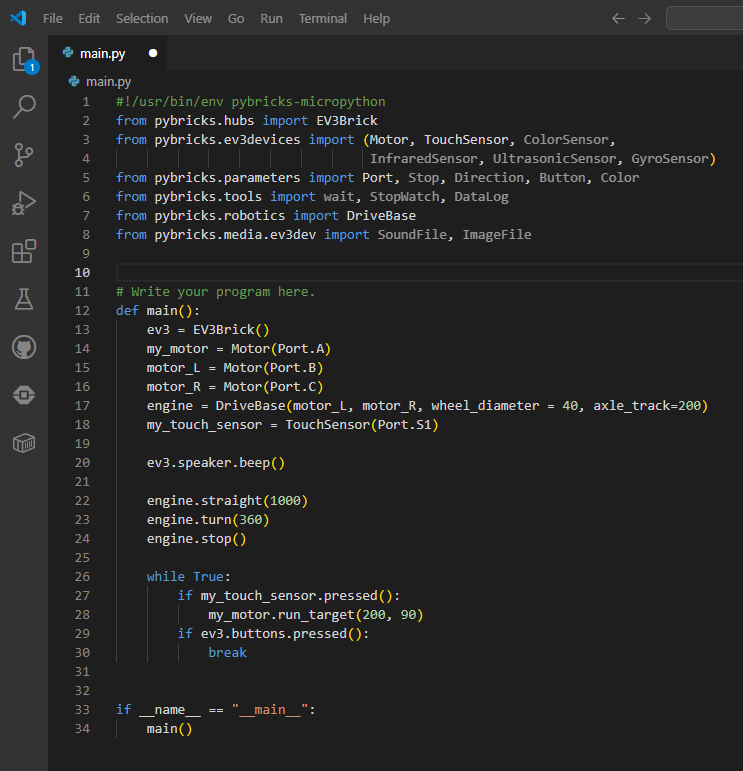 File Edit Selection View Go Run Terminal Help
main.py
1
main.py
1 #!/usr/bin/env pybricks-micropython
2 from pybricks.hubs import EV3Brick
3 from pybricks.ev3devices import (Motor, TouchSensor, ColorSensor,
4                                  InfraredSensor, UltrasonicSensor, GyroSensor)
5 from pybricks.parameters import Port, Stop, Direction, Button, Color
6 from pybricks.tools import wait, StopWatch, DataLog
7 from pybricks.robotics import DriveBase
8 from pybricks.media.ev3dev import SoundFile, ImageFile
9
10
11 # Write your program here.
12 def main():
13     ev3 = EV3Brick()
14     my_motor = Motor(Port.A)
15     motor_L = Motor(Port.B)
16     motor_R = Motor(Port.C)
17     engine = DriveBase(motor_L, motor_R, wheel_diameter = 40, axle_track=200)
18     my_touch_sensor = TouchSensor(Port.S1)
19
20     ev3.speaker.beep()
21
22     engine.straight(1000)
23     engine.turn(360)
24     engine.stop()
25
26     while True:
27         if my_touch_sensor.pressed():
28             my_motor.run_target(200, 90)
29         if ev3.buttons.pressed():
30             break
31
32
33 if __name__ == "__main__":
34     main()